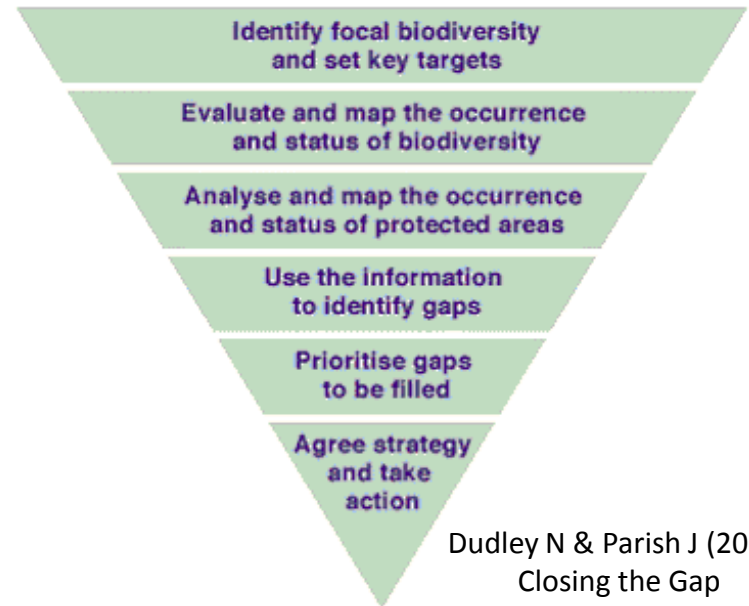 Identify focal biodiversity
and set key targets
Evaluate and map the occurrence
and status of biodiversity
Analyse and map the occurrence
and status of protected areas
Use the information
to identify gaps
Prioritise gaps
to be filled
Agree strategy
and take
action
Dudley N & Parish J (20
Closing the Gap